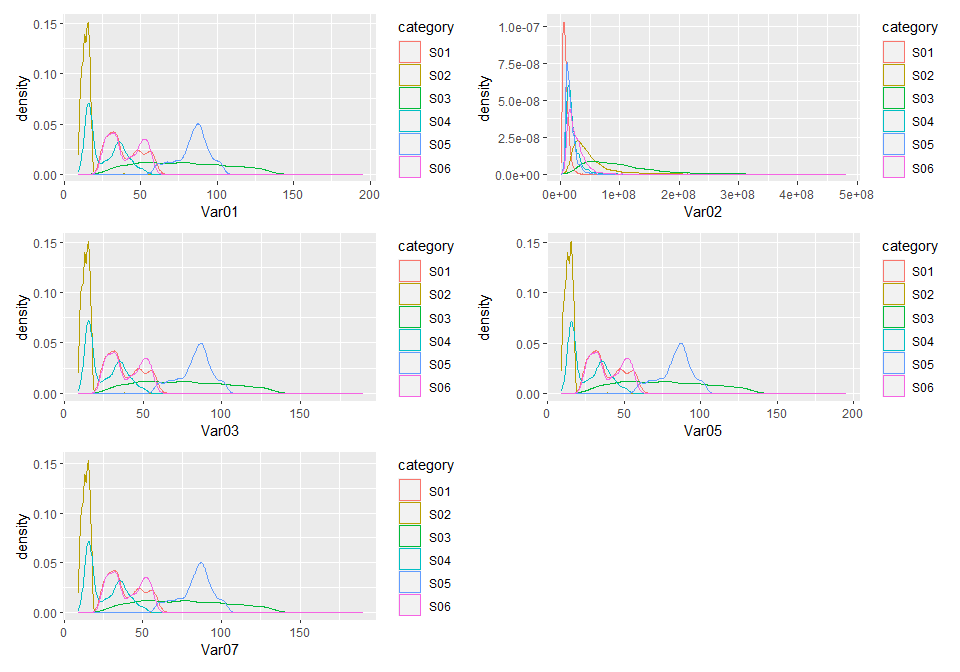 category
S01
S02
S03
S04
S05
S06
density
0.15
0.10
0.05
0.00
0 50 100 150 200
Var01
category
S01
S02
S03
S04
S05
S06
density
1.0e-07
7.5e-08
5.0e-08
2.5e-08
0.0e+00
0e+00 1e+08 2e+08 3e+08 4e+08 5e+08
Var02
category
S01
S02
S03
S04
S05
S06
density
0.15
0.10
0.05
0.00
0 50 100 150
Var03
category
S01
S02
S03
S04
S05
S06
density
0.15
0.10
0.05
0.00
0 50 100 150 200
Var05
category
S01
S02
S03
S04
S05
S06
density
0.15
0.10
0.05
0.00
0 50 100 150
Var07